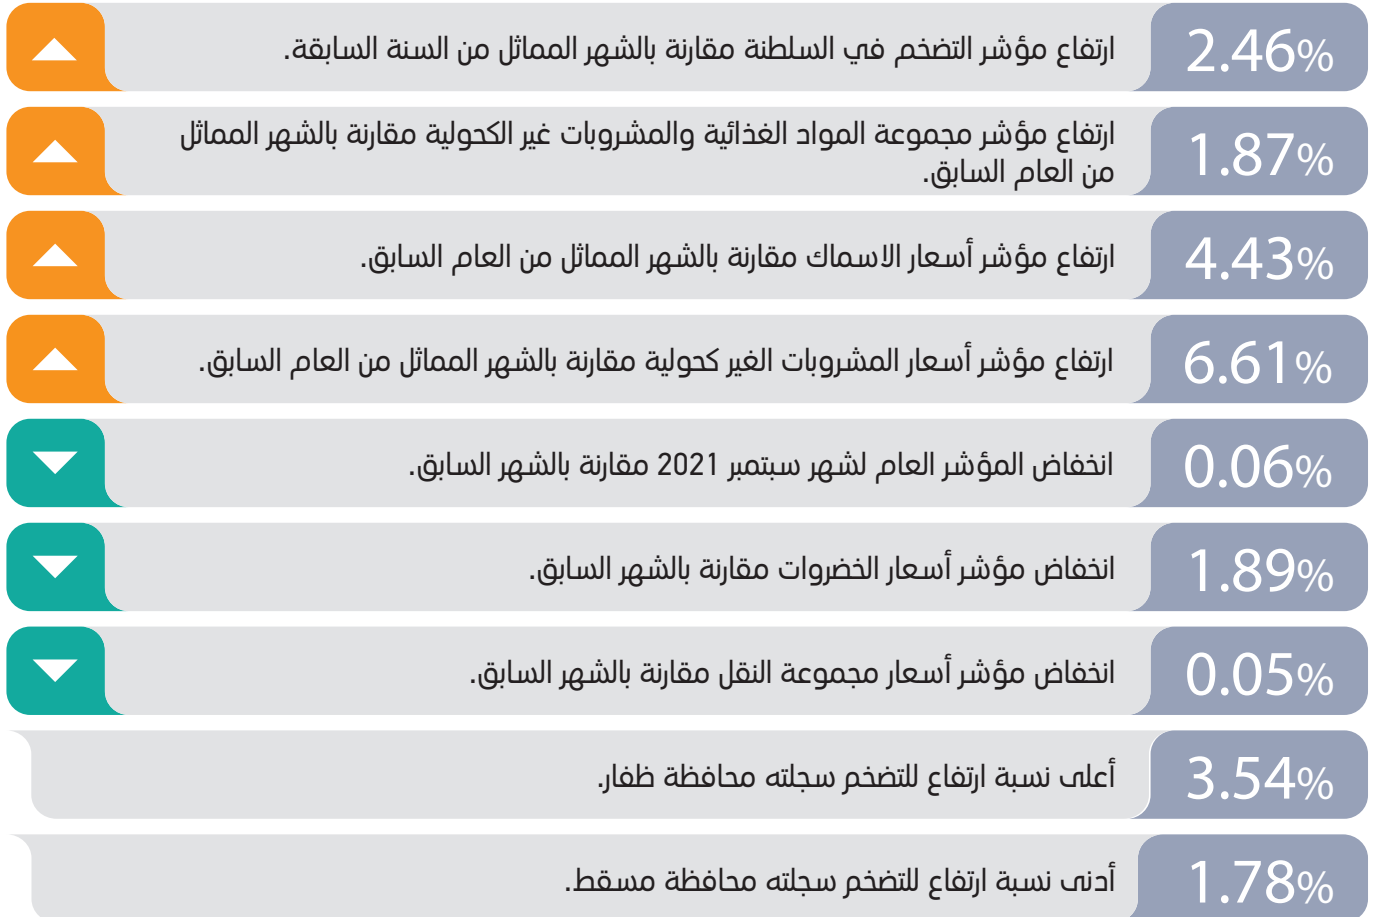 2.46%
ارتفاع مؤشر التضخم في السلطنة مقارنة بالشهر المماثل من السنة السابقة.
1.87%
ارتفاع مؤشر مجموعة المواد الغذائية والمشروبات غير الكحولية مقارنة بالشهر المماثل
من العام السابق.
4.43%
ارتفاع مؤشر أسعار الاسماك مقارنة بالشهر المماثل من العام السابق.
6.61%
ارتفاع مؤشر أسعار المشروبات الغير كحولية مقارنة بالشهر المماثل من العام السابق.
0.06%
انخفاض المؤشر العام لشهر سبتمبر 2021 مقارنة بالشهر السابق.
1.89%
انخفاض مؤشر أسعار الخضروات مقارنة بالشهر السابق.
0.05%
انخفاض مؤشر أسعار مجموعة النقل مقارنة بالشهر السابق.
3.54%
أعلى نسبة ارتفاع للتضخم سجلته محافظة ظفار.
1.78%
أدنى نسبة ارتفاع للتضخم سجلته محافظة مسقط.